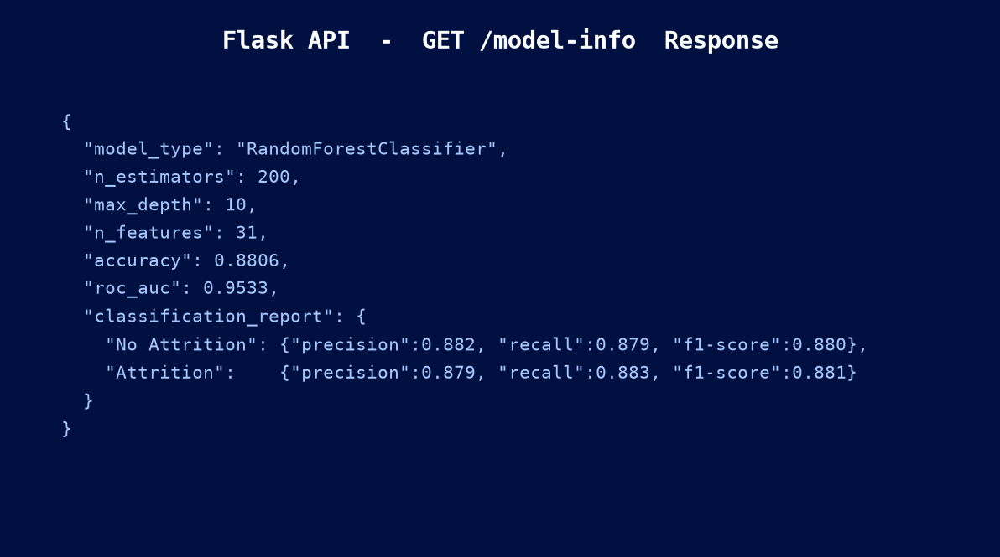 Flask API  -  GET /model-info  Response
{
  "model_type": "RandomForestClassifier",
  "n_estimators": 200,
  "max_depth": 10,
  "n_features": 31,
  "accuracy": 0.8806,
  "roc_auc": 0.9533,
  "classification_report": {
    "No Attrition": {"precision":0.882, "recall":0.879, "f1-score":0.880},
    "Attrition":    {"precision":0.879, "recall":0.883, "f1-score":0.881}
  }
}